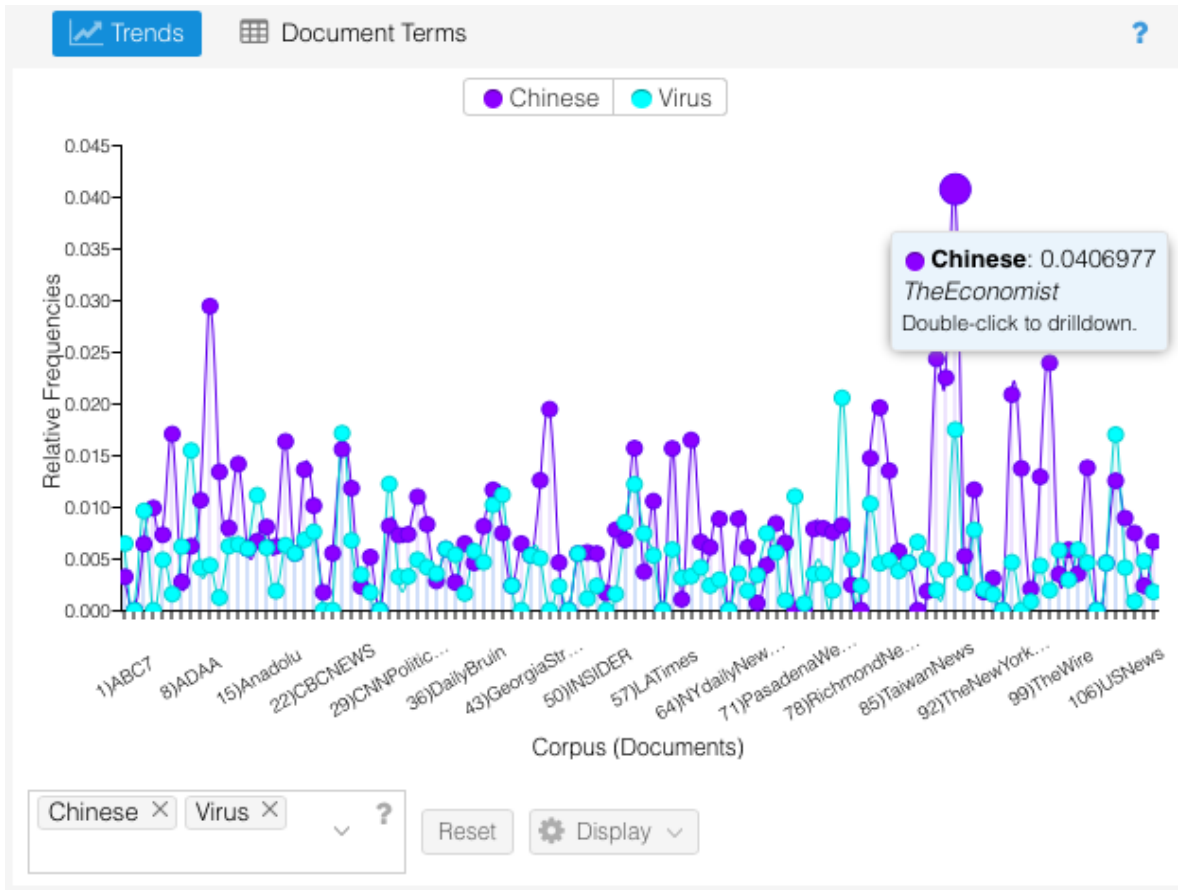 Trends Document Terms ?
Chinese Virus
0.045
0.040
0.035
0.030
0.025
0.020
0.015
0.010
0.005
0.000
Relative Frequencies
Chinese: 0.0406977
TheEconomist
Double-click to drilldown.
1)ABC7
8)ADAA
15)Anadolu
22)CBCNEWS
29)CNNPolitic...
36)DailyBruin
43)GeorgiaStr...
50)INSIDER
57)LATimes
64)NYdailyNew...
71)PasadenaWe...
78)RichmondNe...
85)TaiwanNews
92)TheNewYork...
99)TheWire
106)USNews
Corpus (Documents)
Chinese × Virus × ?
Reset Display